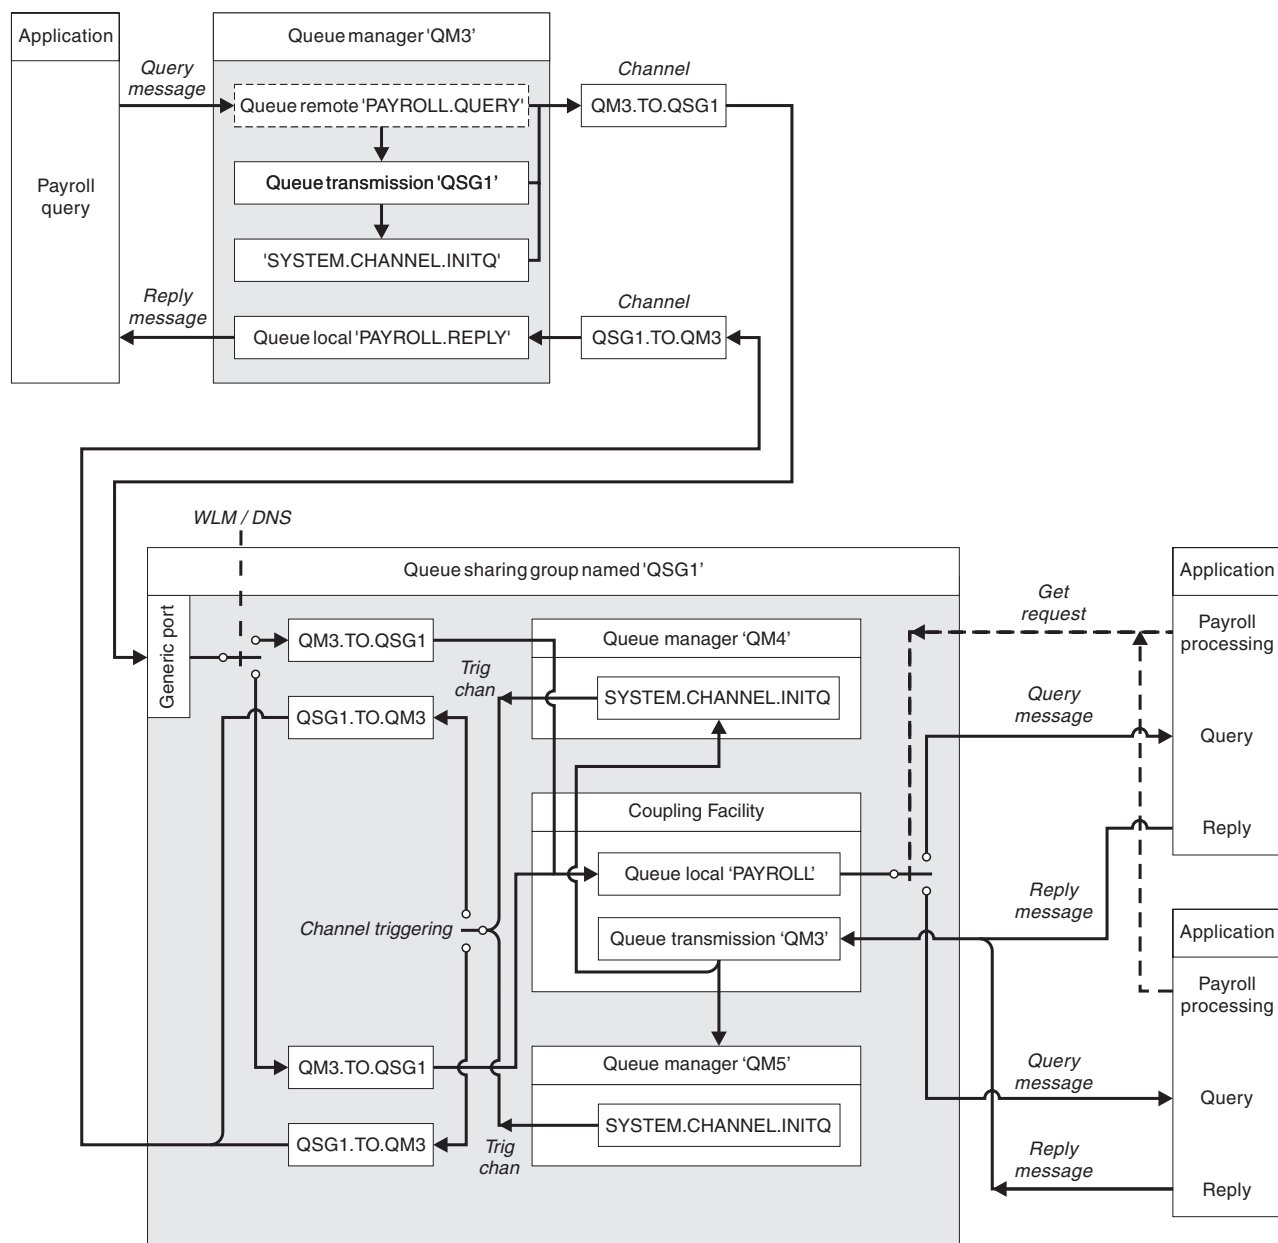 Application
Queue manager 'QM3’
Query
message
Channel
Queue remote 'PAYROLL.QUERY'
QM3.TO.QSG1
Payroll
query
Queue transmission 'QSG1’
'SYSTEM.CHANNEL.INITQ'
Reply
message
Channel
Queue local 'PAYROLL.REPLY'
QSG1.TO.QM3
WLM / DNS
Queue sharing group named 'QSG1’
Generic port
QM3.TO.QSG1
QSG1.TO.QM3
Trig
chan
Queue manager ‘QM4’
SYSTEM.CHANNEL.INITQ
Coupling Facility
Queue local ‘PAYROLL’
Queue transmission ‘QM3’
Channel triggering
QM3.TO.QSG1
QSG1.TO.QM3
Queue manager ‘QM5’
SYSTEM.CHANNEL.INITQ
Trig
chan
Get
request
Query
message
Reply
message
Query
message
Reply
message
Application
Payroll
processing
Query
Reply
Application
Payroll
processing
Query
Reply